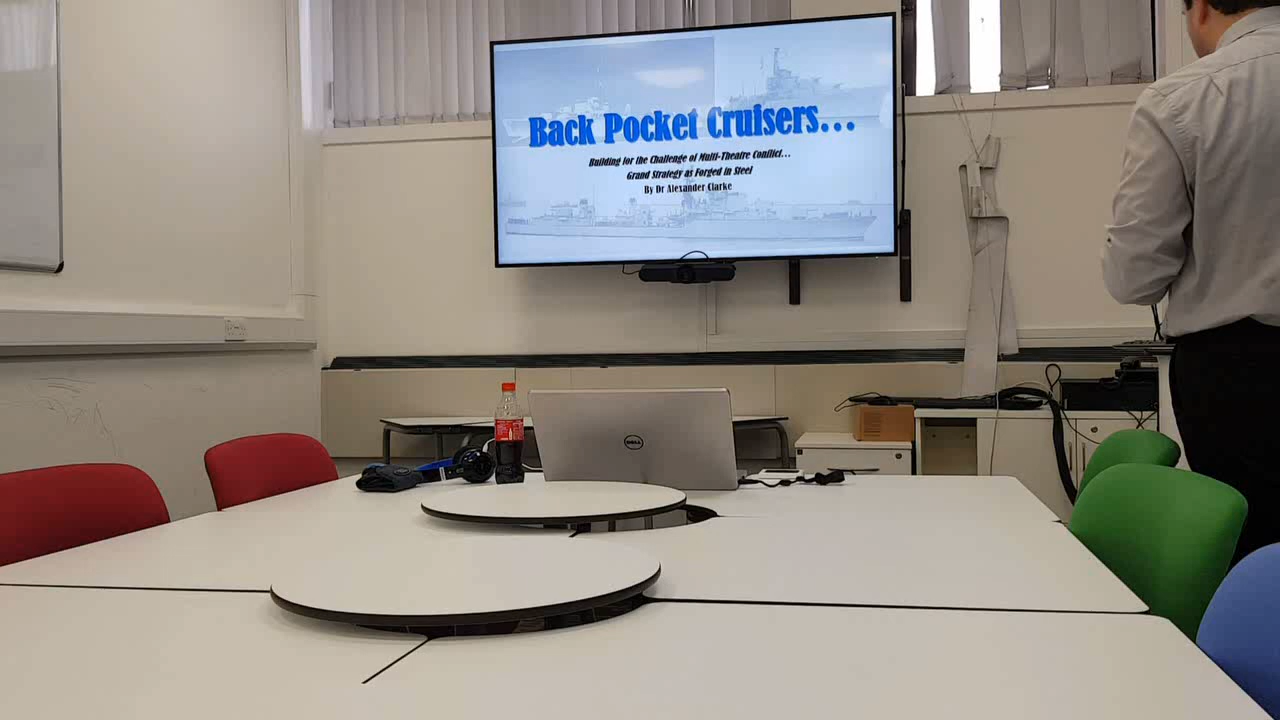 Back Pocket Cruisers...
Building for the Challenge of Multi-Theatre Conflict...
Grand Strategy as Forged in Steel
By Dr Alexander Clarke
DELL